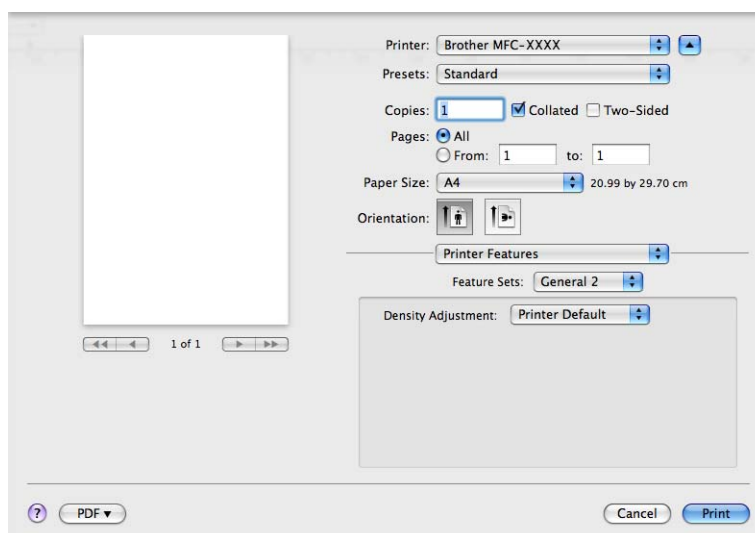 Printer: Brother MFC-XXXX
Presets: Standard
Copies: 1 Collated Two-Sided
Pages: All
From: 1 to: 1
Paper Size: A4 20.99 by 29.70 cm
Orientation:
Printer Features
Feature Sets: General 2
Density Adjustment: Printer Default
1 of 1
? PDF▼ Cancel Print